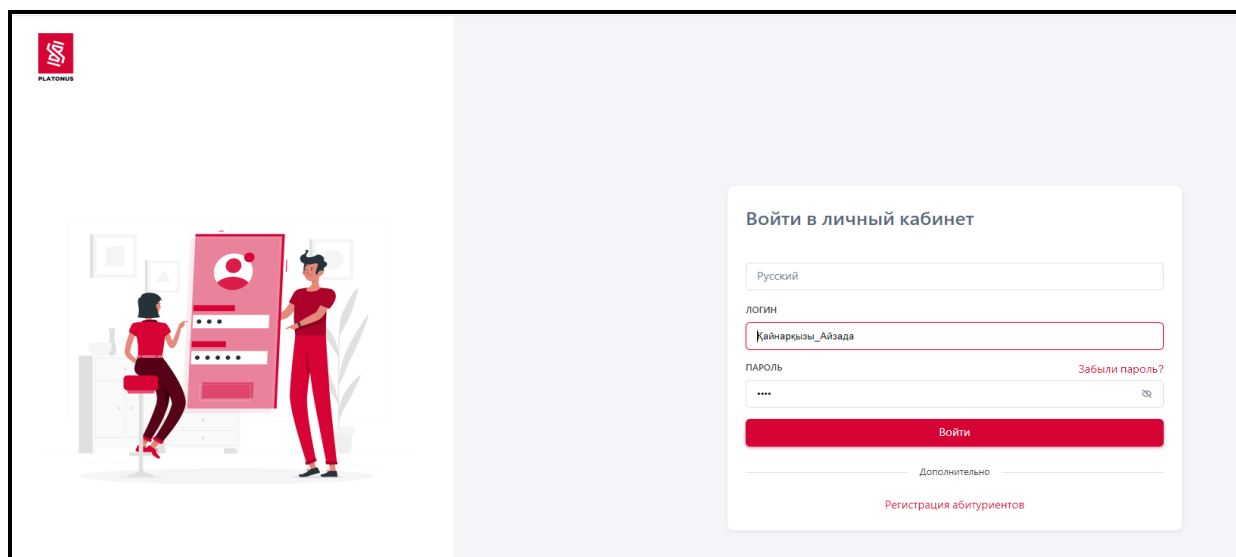 PLATONUS
Войти в личный кабинет
Русский
ЛОГИН
Қайнарқызы_Айзада
ПАРОЛЬ
Забыли пароль?
••••
Войти
Дополнительно
Регистрация абитуриентов